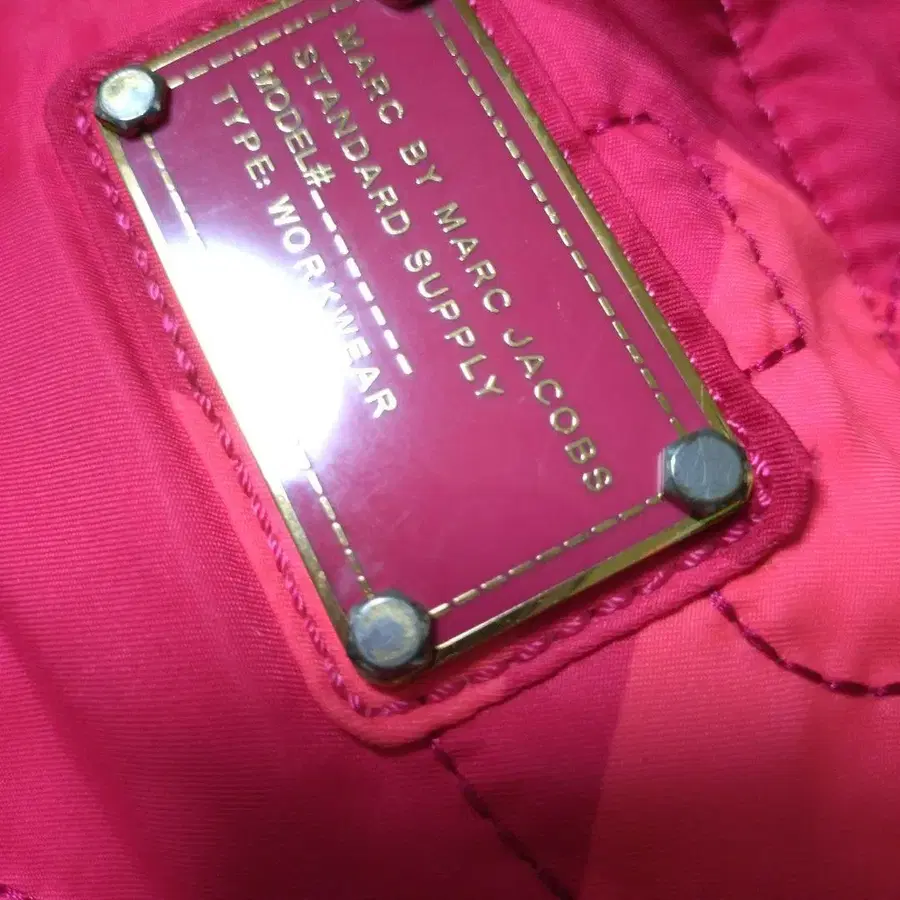 MARC BY MARC JACOBS
STANDARD SUPPLY
MODEL#
TYPE: WORKWEAR